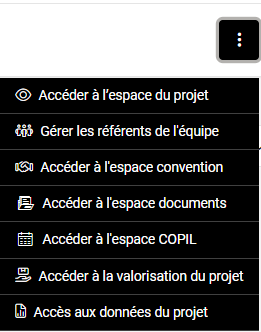 Accéder à l'espace du projet
Gérer les référents de l'équipe
Accéder à l'espace convention
Accéder à l'espace documents
Accéder à l'espace COPIL
Accéder à la valorisation du projet
Accès aux données du projet